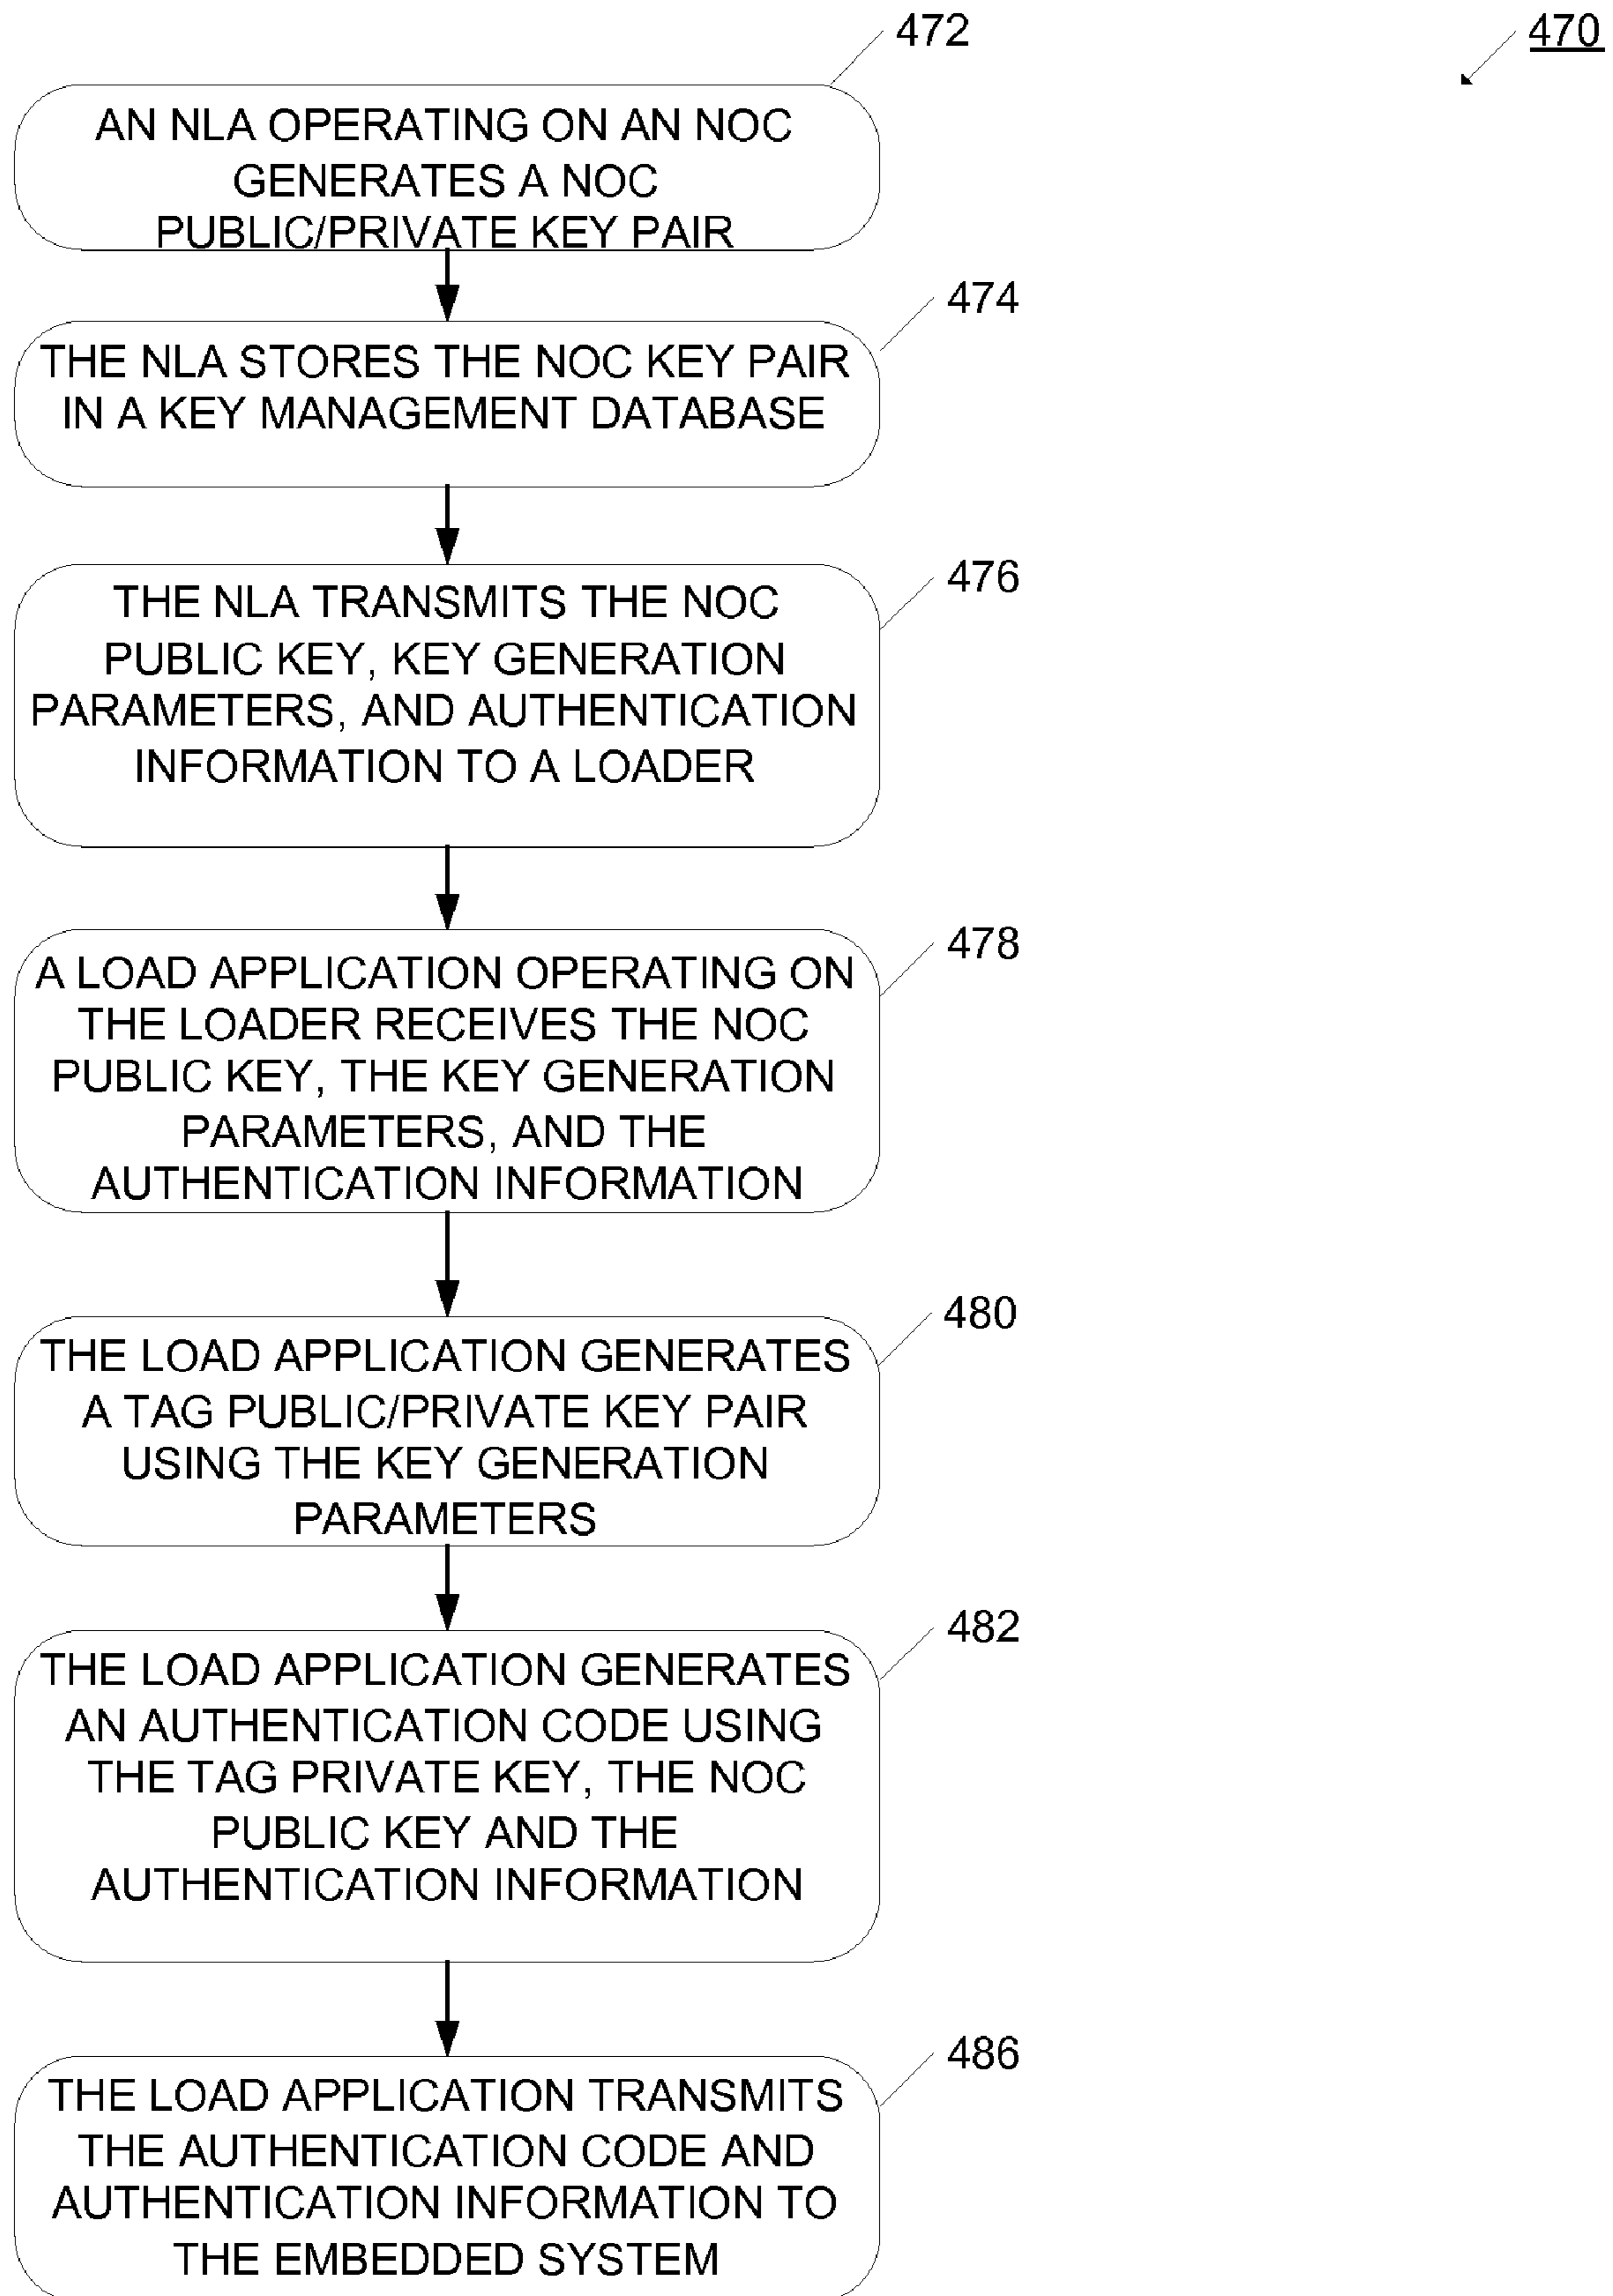 470
472
AN NLA OPERATING ON AN NOC
GENERATES A NOC
PUBLIC/PRIVATE KEY PAIR
474
THE NLA STORES THE NOC KEY PAIR
IN A KEY MANAGEMENT DATABASE
476
THE NLA TRANSMITS THE NOC
PUBLIC KEY, KEY GENERATION
PARAMETERS, AND AUTHENTICATION
INFORMATION TO A LOADER
478
A LOAD APPLICATION OPERATING ON
THE LOADER RECEIVES THE NOC
PUBLIC KEY, THE KEY GENERATION
PARAMETERS, AND THE
AUTHENTICATION INFORMATION
480
THE LOAD APPLICATION GENERATES
A TAG PUBLIC/PRIVATE KEY PAIR
USING THE KEY GENERATION
PARAMETERS
482
THE LOAD APPLICATION GENERATES
AN AUTHENTICATION CODE USING
THE TAG PRIVATE KEY, THE NOC
PUBLIC KEY AND THE
AUTHENTICATION INFORMATION
486
THE LOAD APPLICATION TRANSMITS
THE AUTHENTICATION CODE AND
AUTHENTICATION INFORMATION TO
THE EMBEDDED SYSTEM